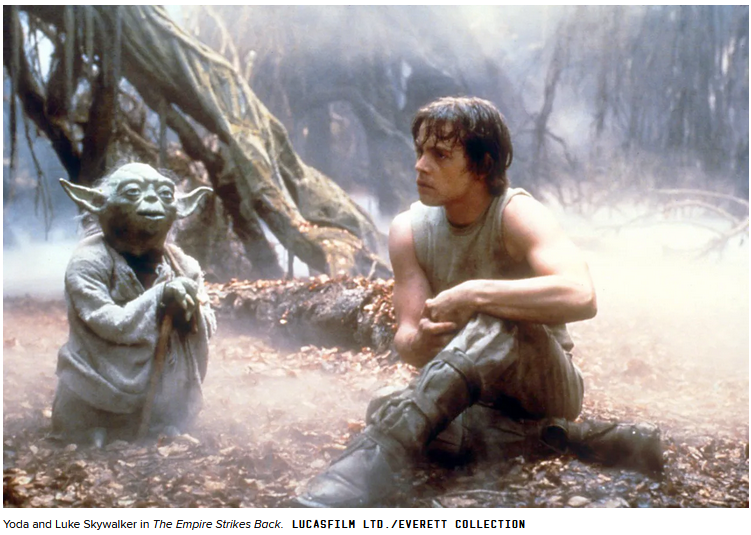 Yoda and Luke Skywalker in The Empire Strikes Back. LUCASFILM LTD./EVERETT COLLECTION